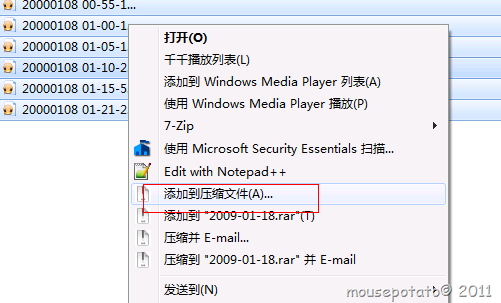 20000108 00-55-1...
20000108 01-00-1
20000108 01-05-1
20000108 01-10-2
20000108 01-15-5
20000108 01-21-2
打开(O)
千千播放列表(L)
添加到 Windows Media Player 列表(A)
使用 Windows Media Player 播放(P)
7-Zip
使用 Microsoft Security Essentials 扫描...
Edit with Notepad++
添加到压缩文件(A)...
添加到 "2009-01-18.rar"(T)
压缩并 E-mail...
压缩到 "2009-01-18.rar" 并 E-mail
发送到(N)
mousepotato© 2011